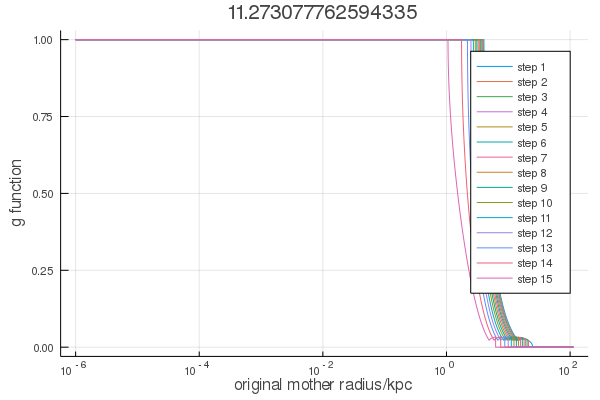 11.273077762594335
g function
1.00
0.75
0.50
0.25
0.00
step 1
step 2
step 3
step 4
step 5
step 6
step 7
step 8
step 9
step 10
step 11
step 12
step 13
step 14
step 15
10^-6 10^-4 10^-2 10^0 10^2
original mother radius/kpc